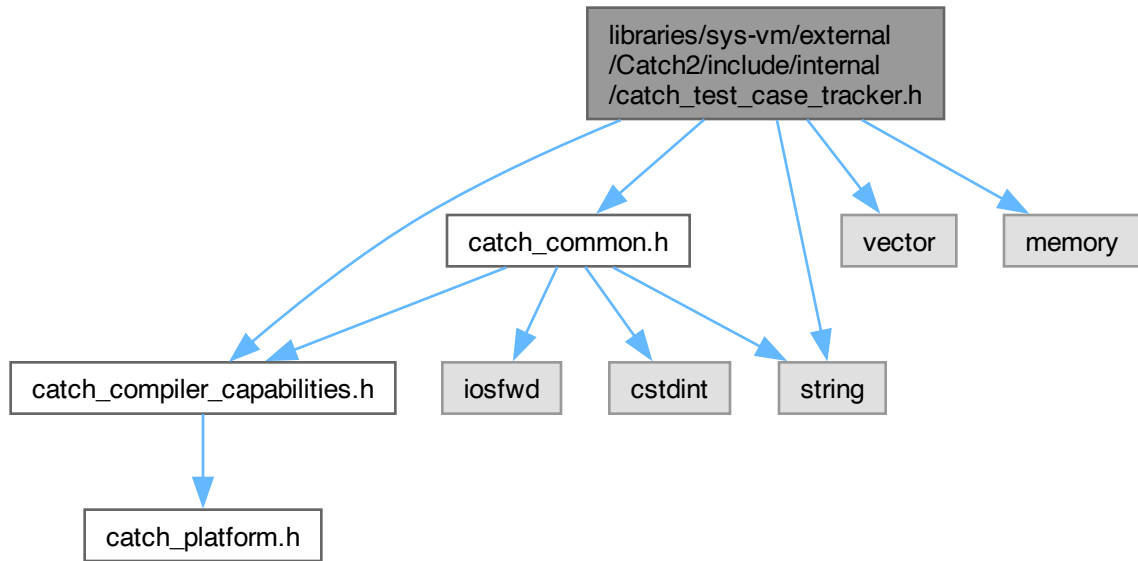 libraries/sys-vm/external
/Catch2/include/internal
/catch_test_case_tracker.h
catch_common.h
vector
memory
catch_compiler_capabilities.h
iosfwd
cstdint
string
catch_platform.h